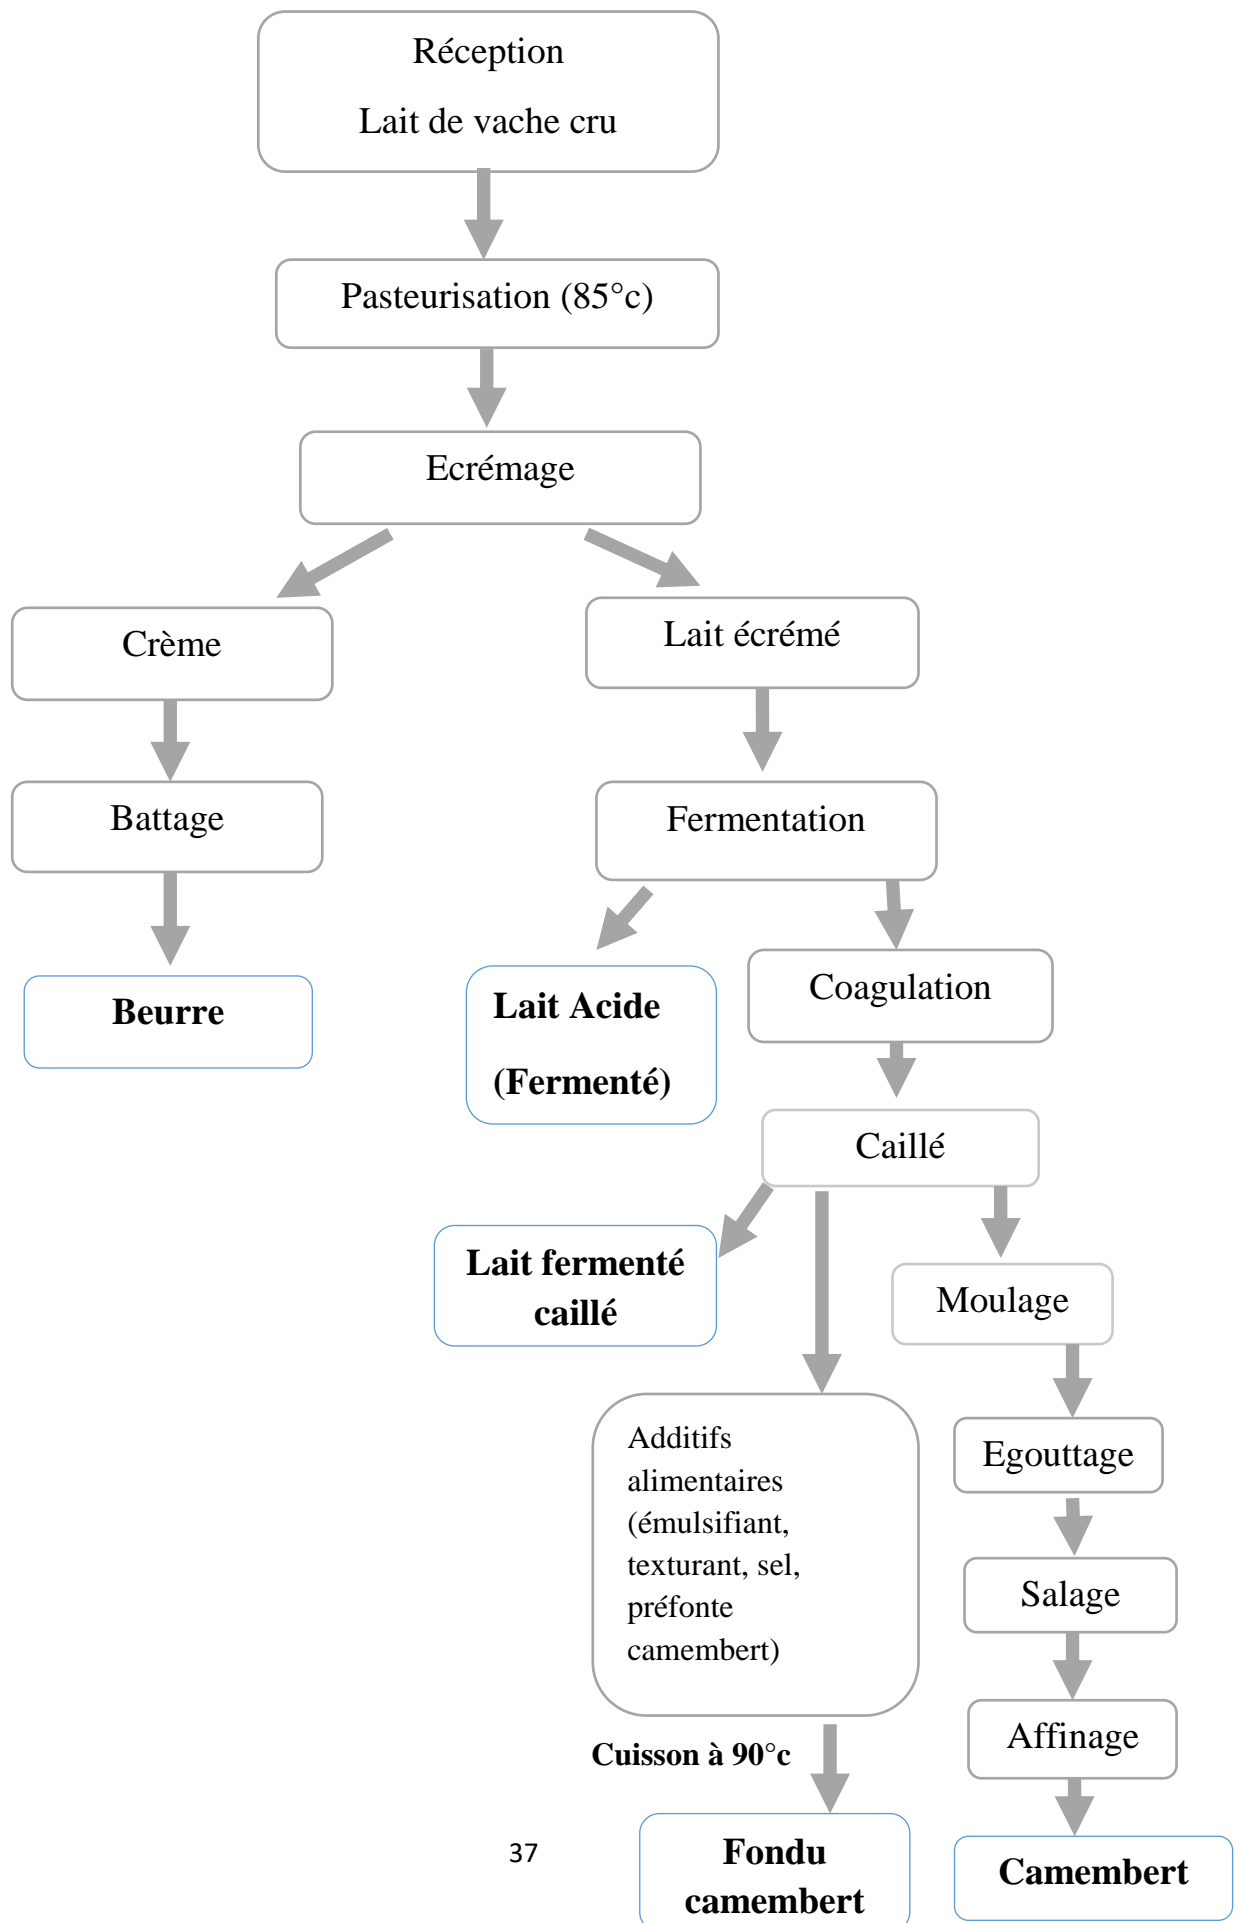 Réception
Lait de vache cru
Pasteurisation (85°c)
Ecrémage
Crème
Lait écrémé
Battage
Fermentation
Beurre
Lait Acide
(Fermenté)
Coagulation
Caillé
Lait fermenté
caillé
Moulage
Additifs
alimentaires
(émulsifiant,
texturant, sel,
préfonte
camembert)
Egouttage
Salage
Affinage
Cuisson à 90°c
Fondu
camembert
Camembert
37